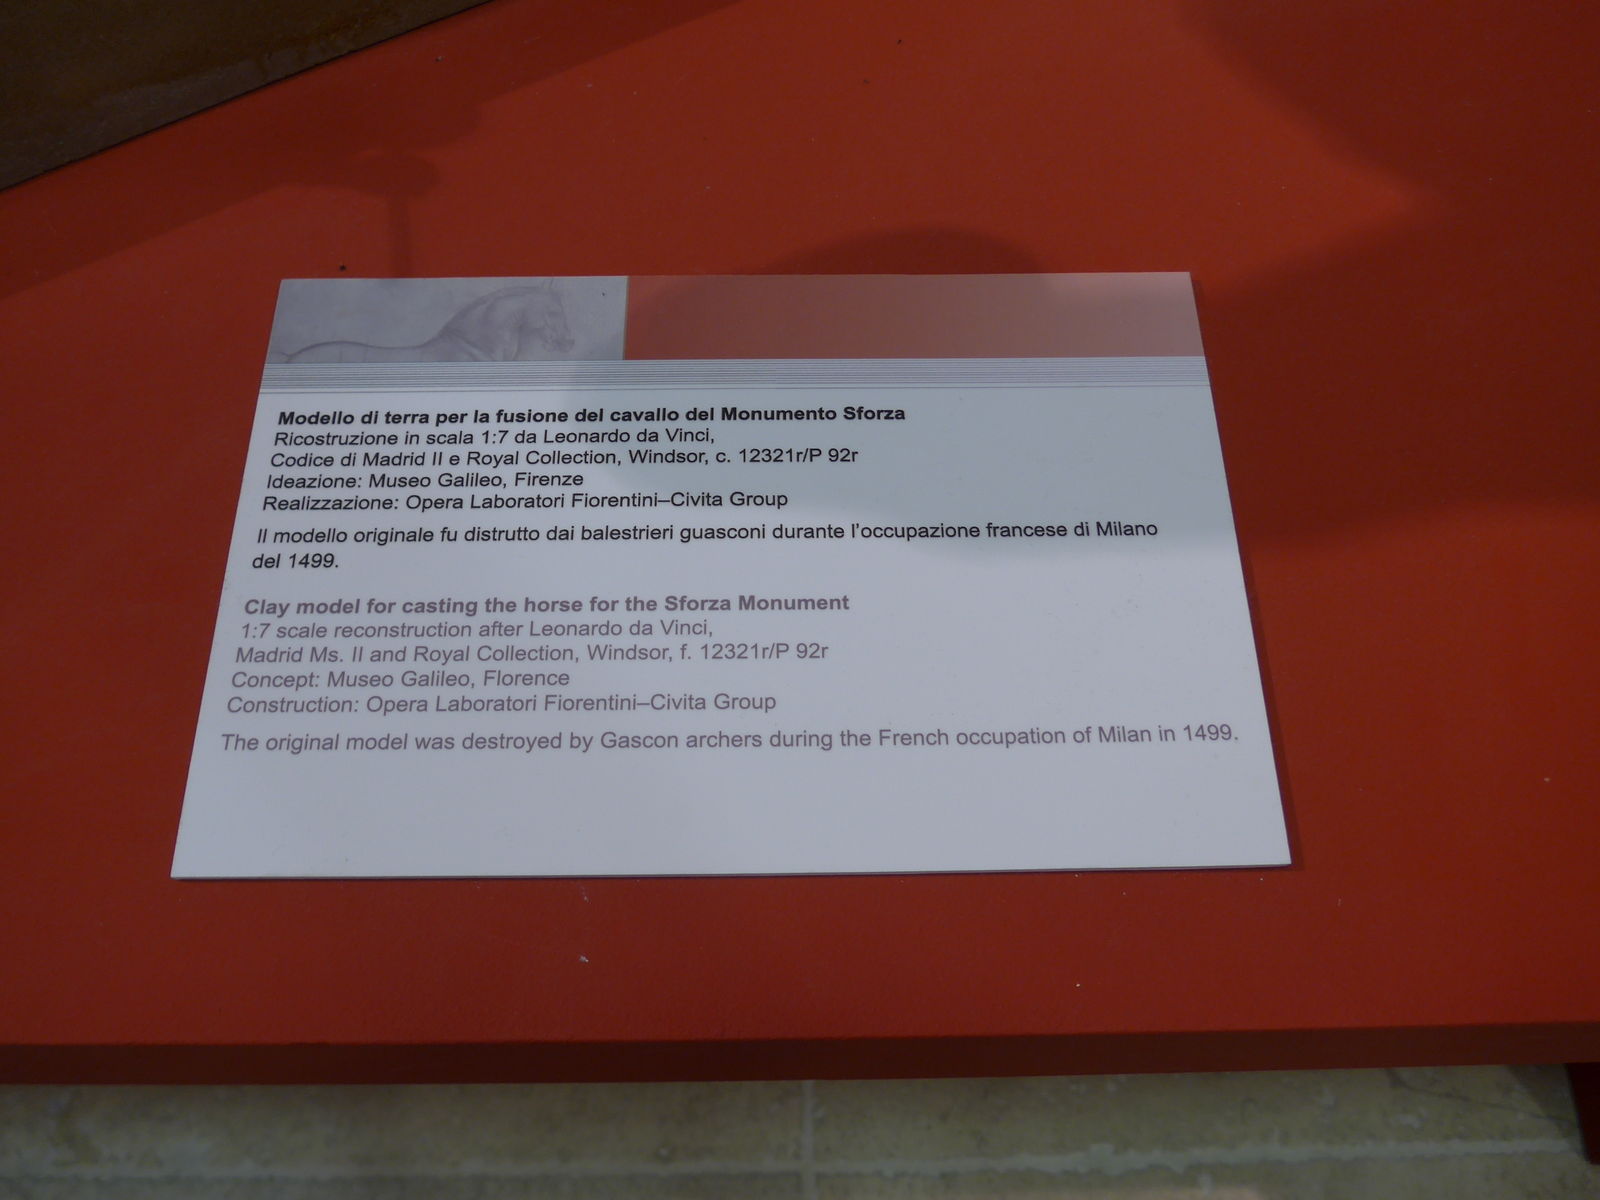 Modello di terra per la fusione del cavallo del Monumento Sforza
Ricostruzione in scala 1:7 da Leonardo da Vinci,
Codice di Madrid II e Royal Collection, Windsor, c. 12321r/P 92r
Ideazione: Museo Galileo, Firenze
Realizzazione: Opera Laboratori Fiorentini–Civita Group
Il modello originale fu distrutto dai balestrieri guasconi durante l'occupazione francese di Milano
del 1499.
Clay model for casting the horse for the Sforza Monument
1:7 scale reconstruction after Leonardo da Vinci,
Madrid Ms. II and Royal Collection, Windsor, f. 12321r/P 92r
Concept: Museo Galileo, Florence
Construction: Opera Laboratori Fiorentini–Civita Group
The original model was destroyed by Gascon archers during the French occupation of Milan in 1499.